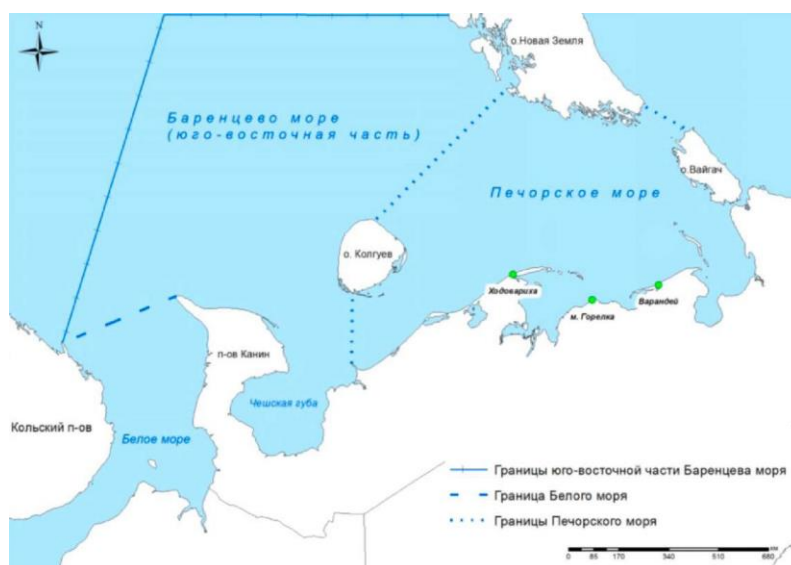 N
о.Новая Земля
Баренцево море
(юго-восточная часть)
о.Вайгач
Печорское море
о. Колгуев
Ходовариха
Варандей
м. Горелка
п-ов Канин
Чешская губа
Кольский п-ов
Белое море
Границы юго-восточной части Баренцева моря
Граница Белого моря
Границы Печорского моря
км
0 85 170 340 510 680